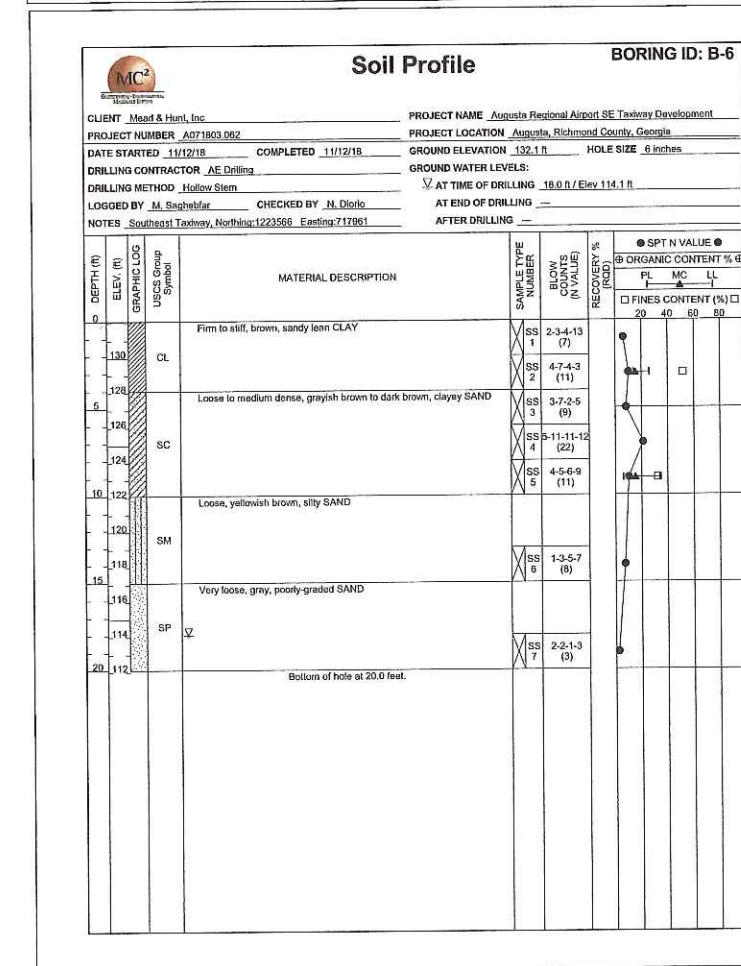 Soil Profile
BORING ID: B-6
MC²
CLIENT Mead & Hunt, Inc
PROJECT NAME Augusta Regional Airport SE Taxiway Development
PROJECT NUMBER A071803.062
PROJECT LOCATION Augusta, Richmond County, Georgia
DATE STARTED 11/12/18 COMPLETED 11/12/18
GROUND ELEVATION 132.1 ft HOLE SIZE 6 inches
DRILLING CONTRACTOR AE Drilling
GROUND WATER LEVELS:
DRILLING METHOD Hollow Stem
AT TIME OF DRILLING 18.0 ft / Elev 114.1 ft
LOGGED BY M. Saghebfar CHECKED BY N. DIorio
AT END OF DRILLING —
NOTES Southeast Taxiway, Northing:1223566 Easting:717961
AFTER DRILLING —
DEPTH (ft)
ELEV. (ft)
GRAPHIC LOG
USCS Group Symbol
MATERIAL DESCRIPTION
SAMPLE TYPE NUMBER
BLOW COUNTS (N VALUE)
RECOVERY % (RQD)
SPT N VALUE
ORGANIC CONTENT %
PL MC LL
FINES CONTENT (%)
20 40 60 80
0
Firm to stiff, brown, sandy lean CLAY
SS 1
2-3-4-13 (7)
130
CL
SS 2
4-7-4-3 (11)
128
Loose to medium dense, grayish brown to dark brown, clayey SAND
5
SS 3
3-7-2-5 (9)
126
SC
SS 4
5-11-11-12 (22)
124
SS 5
4-5-6-9 (11)
10
122
Loose, yellowish brown, silty SAND
120
SM
118
SS 6
1-3-5-7 (8)
15
Very loose, gray, poorly-graded SAND
116
SP
114
SS 7
2-2-1-3 (3)
20
112
Bottom of hole at 20.0 feet.